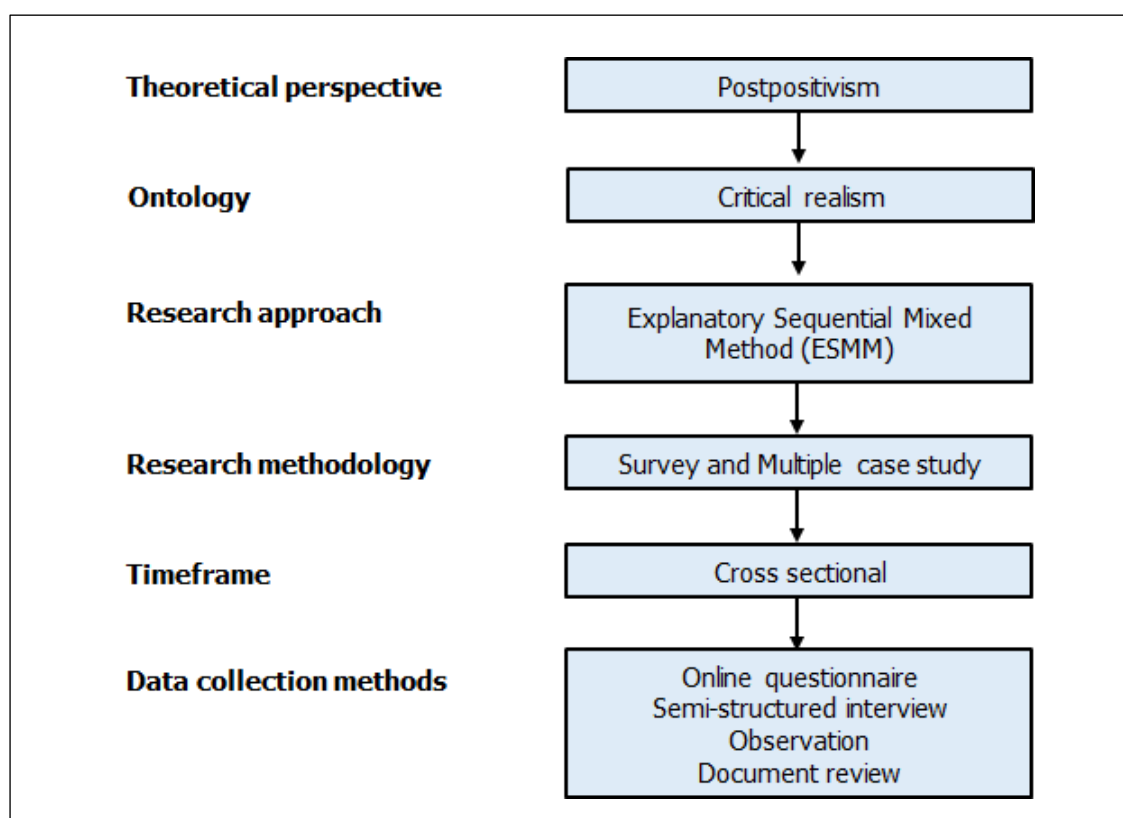 Theoretical perspective
Postpositivism
Ontology
Critical realism
Research approach
Explanatory Sequential Mixed
Method (ESMM)
Research methodology
Survey and Multiple case study
Timeframe
Cross sectional
Data collection methods
Online questionnaire
Semi-structured interview
Observation
Document review